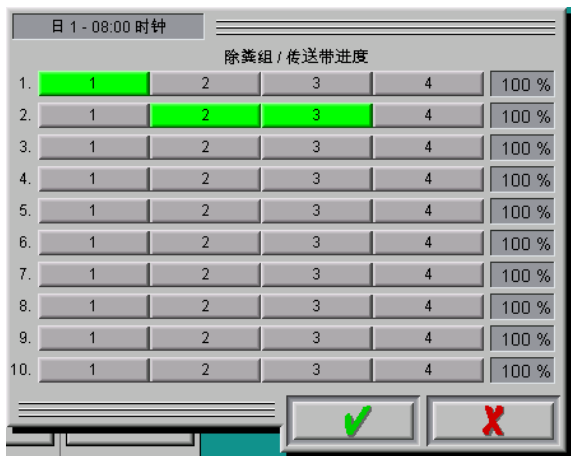 日 1 - 08:00 时钟
除粪组 / 传送带进度
1. 1 2 3 4 100 %
2. 1 2 3 4 100 %
3. 1 2 3 4 100 %
4. 1 2 3 4 100 %
5. 1 2 3 4 100 %
6. 1 2 3 4 100 %
7. 1 2 3 4 100 %
8. 1 2 3 4 100 %
9. 1 2 3 4 100 %
10. 1 2 3 4 100 %